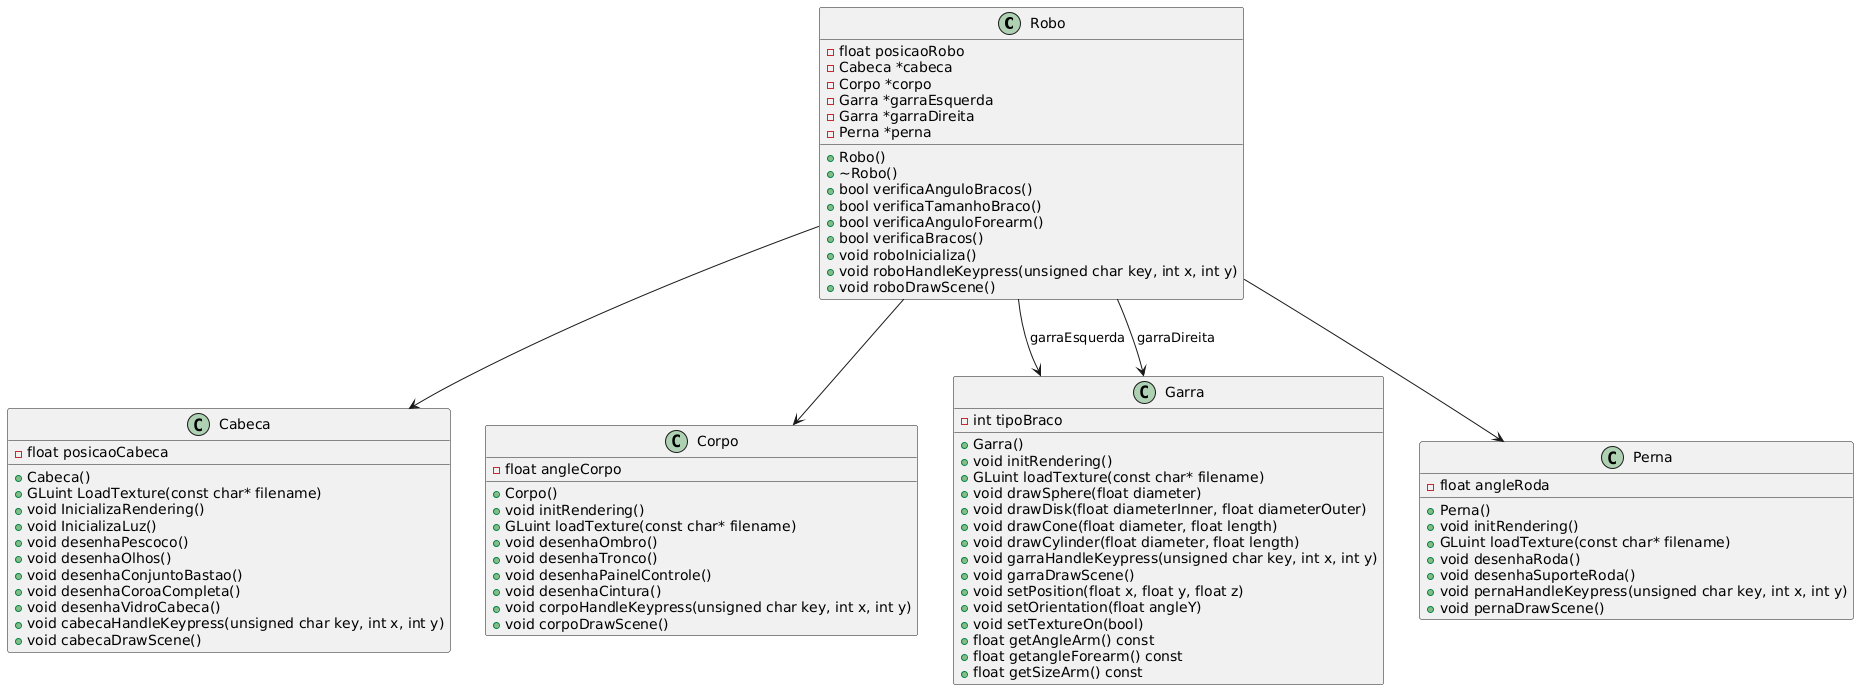 C Robo
float posicaoRobo
Cabeca *cabeca
Corpo *corpo
Garra *garraEsquerda
Garra *garraDireita
Perna *perna
Robo()
~Robo()
bool verificaAnguloBracos()
bool verificaTamanhoBraco()
bool verificaAnguloForearm()
bool verificaBracos()
void roboInicializa()
void roboHandleKeypress(unsigned char key, int x, int y)
void roboDrawScene()
garraEsquerda
garraDireita
C Cabeca
float posicaoCabeca
Cabeca()
GLuint LoadTexture(const char* filename)
void InicializaRendering()
void InicializaLuz()
void desenhaPescoco()
void desenhaOlhos()
void desenhaConjuntoBastao()
void desenhaCoroaCompleta()
void desenhaVidroCabeca()
void cabecaHandleKeypress(unsigned char key, int x, int y)
void cabecaDrawScene()
C Corpo
float angleCorpo
Corpo()
void initRendering()
GLuint loadTexture(const char* filename)
void desenhaOmbro()
void desenhaTronco()
void desenhaPainelControle()
void desenhaCintura()
void corpoHandleKeypress(unsigned char key, int x, int y)
void corpoDrawScene()
C Garra
int tipoBraco
Garra()
void initRendering()
GLuint loadTexture(const char* filename)
void drawSphere(float diameter)
void drawDisk(float diameterInner, float diameterOuter)
void drawCone(float diameter, float length)
void drawCylinder(float diameter, float length)
void garraHandleKeypress(unsigned char key, int x, int y)
void garraDrawScene()
void setPosition(float x, float y, float z)
void setOrientation(float angleY)
void setTextureOn(bool)
float getAngleArm() const
float getangleForearm() const
float getSizeArm() const
C Perna
float angleRoda
Perna()
void initRendering()
GLuint loadTexture(const char* filename)
void desenhaRoda()
void desenhaSuporteRoda()
void pernaHandleKeypress(unsigned char key, int x, int y)
void pernaDrawScene()